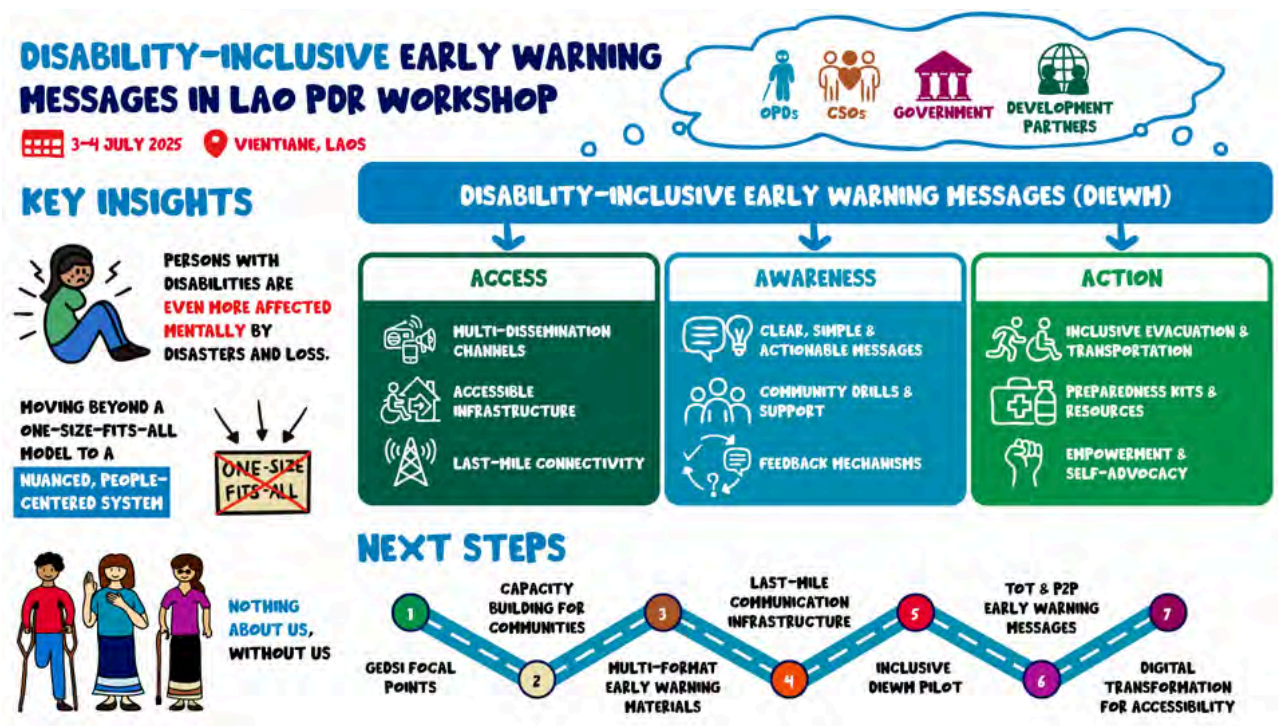 DISABILITY-INCLUSIVE EARLY WARNING
MESSAGES IN LAO PDR WORKSHOP
3-4 JULY 2025
VIENTIANE, LAOS
OPDs
CSOs
GOVERNMENT
DEVELOPMENT
PARTNERS
KEY INSIGHTS
PERSONS WITH
DISABILITIES ARE
EVEN MORE AFFECTED
MENTALLY BY
DISASTERS AND LOSS.
MOVING BEYOND A
ONE-SIZE-FITS-ALL
MODEL TO A
NUANCED, PEOPLE-
CENTERED SYSTEM
ONE-SIZE
FITS-ALL
NOTHING
ABOUT US,
WITHOUT US
DISABILITY-INCLUSIVE EARLY WARNING MESSAGES (DIEWM)
ACCESS
MULTI-DISSEMINATION
CHANNELS
ACCESSIBLE
INFRASTRUCTURE
LAST-MILE CONNECTIVITY
AWARENESS
CLEAR, SIMPLE &
ACTIONABLE MESSAGES
COMMUNITY DRILLS &
SUPPORT
?
FEEDBACK MECHANISMS
ACTION
INCLUSIVE EVACUATION &
TRANSPORTATION
PREPAREDNESS KITS &
RESOURCES
EMPOWERMENT &
SELF-ADVOCACY
NEXT STEPS
1
GEDSI FOCAL
POINTS
2
CAPACITY
BUILDING FOR
COMMUNITIES
3
MULTI-FORMAT
EARLY WARNING
MATERIALS
4
LAST-MILE
COMMUNICATION
INFRASTRUCTURE
5
INCLUSIVE
DIEWM PILOT
6
TOT & P2P
EARLY WARNING
MESSAGES
7
DIGITAL
TRANSFORMATION
FOR ACCESSIBILITY